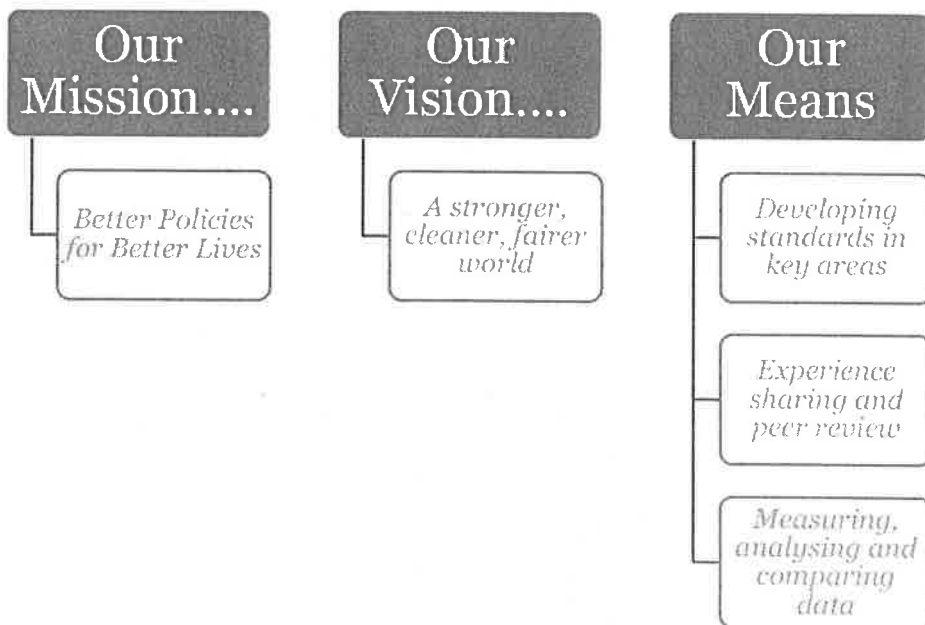 Our
Mission....
Better Policies
for Better Lives
Our
Vision....
A stronger,
cleaner, fairer
world
Our
Means
Developing
standards in
key areas
Experience
sharing and
peer review
Measuring,
analysing and
comparing
data